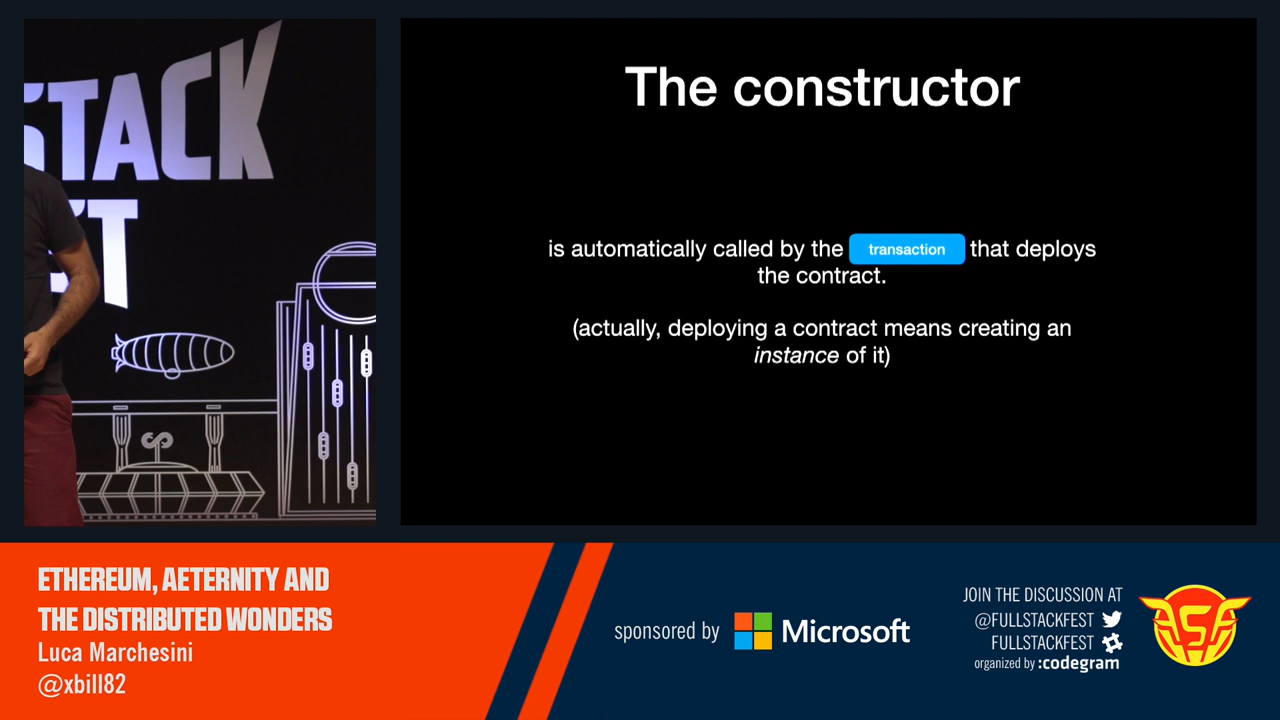 STACK
The constructor
is automatically called by the transaction that deploys
the contract.
(actually, deploying a contract means creating an
instance of it)
ETHEREUM, AETERNITY AND
THE DISTRIBUTED WONDERS
Luca Marchesini
@xbill82
sponsored by Microsoft
JOIN THE DISCUSSION AT
@FULLSTACKFEST
FULLSTACKFEST
organized by :codegram
FSF